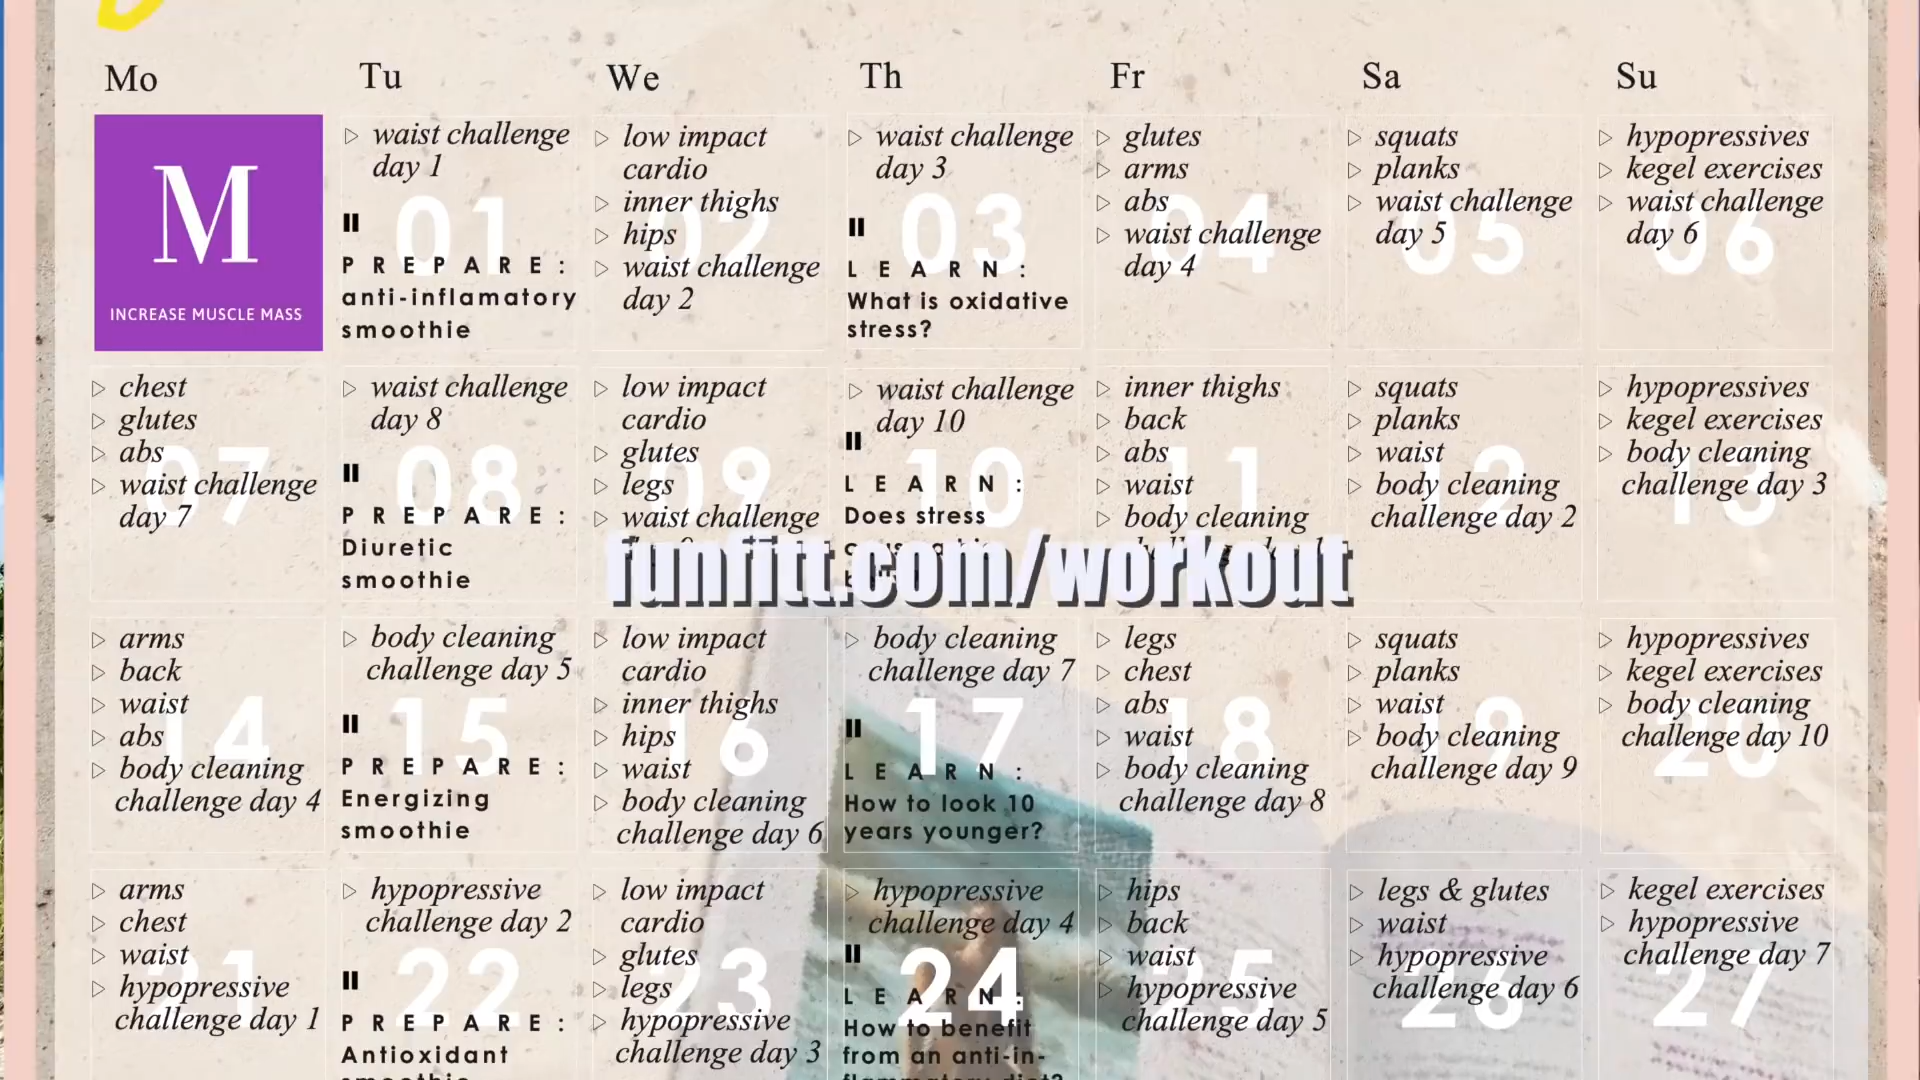 Mo Tu We Th Fr Sa Su
M
INCREASE MUSCLE MASS
waist challenge
day 1
01
PREPARE:
anti-inflamatory
smoothie
low impact
cardio
inner thighs
hips
waist challenge
day 2
02
waist challenge
day 3
03
LEARN:
What is oxidative
stress?
glutes
arms
abs
waist challenge
day 4
04
squats
planks
waist challenge
day 5
05
hypopressives
kegel exercises
waist challenge
day 6
06
chest
glutes
abs
waist challenge
day 7
07
waist challenge
day 8
08
PREPARE:
Diuretic
smoothie
low impact
cardio
glutes
legs
waist challenge
09
waist challenge
day 10
10
LEARN:
Does stress
inner thighs
back
abs
waist
body cleaning
11
squats
planks
waist
body cleaning
challenge day 2
12
hypopressives
kegel exercises
body cleaning
challenge day 3
13
funfitt.com/workout
arms
back
waist
abs
body cleaning
challenge day 4
14
body cleaning
challenge day 5
15
PREPARE:
Energizing
smoothie
low impact
cardio
inner thighs
hips
waist
body cleaning
challenge day 6
16
body cleaning
challenge day 7
17
LEARN:
How to look 10
years younger?
legs
chest
abs
waist
body cleaning
challenge day 8
18
squats
planks
waist
body cleaning
challenge day 9
19
hypopressives
kegel exercises
body cleaning
challenge day 10
20
arms
chest
waist
hypopressive
challenge day 1
21
hypopressive
challenge day 2
22
PREPARE:
Antioxidant
smoothie
low impact
cardio
glutes
legs
hypopressive
challenge day 3
23
hypopressive
challenge day 4
24
LEARN:
How to benefit
from an anti-in-
flammatory diet?
hips
back
waist
hypopressive
challenge day 5
25
legs & glutes
waist
hypopressive
challenge day 6
26
kegel exercises
hypopressive
challenge day 7
27